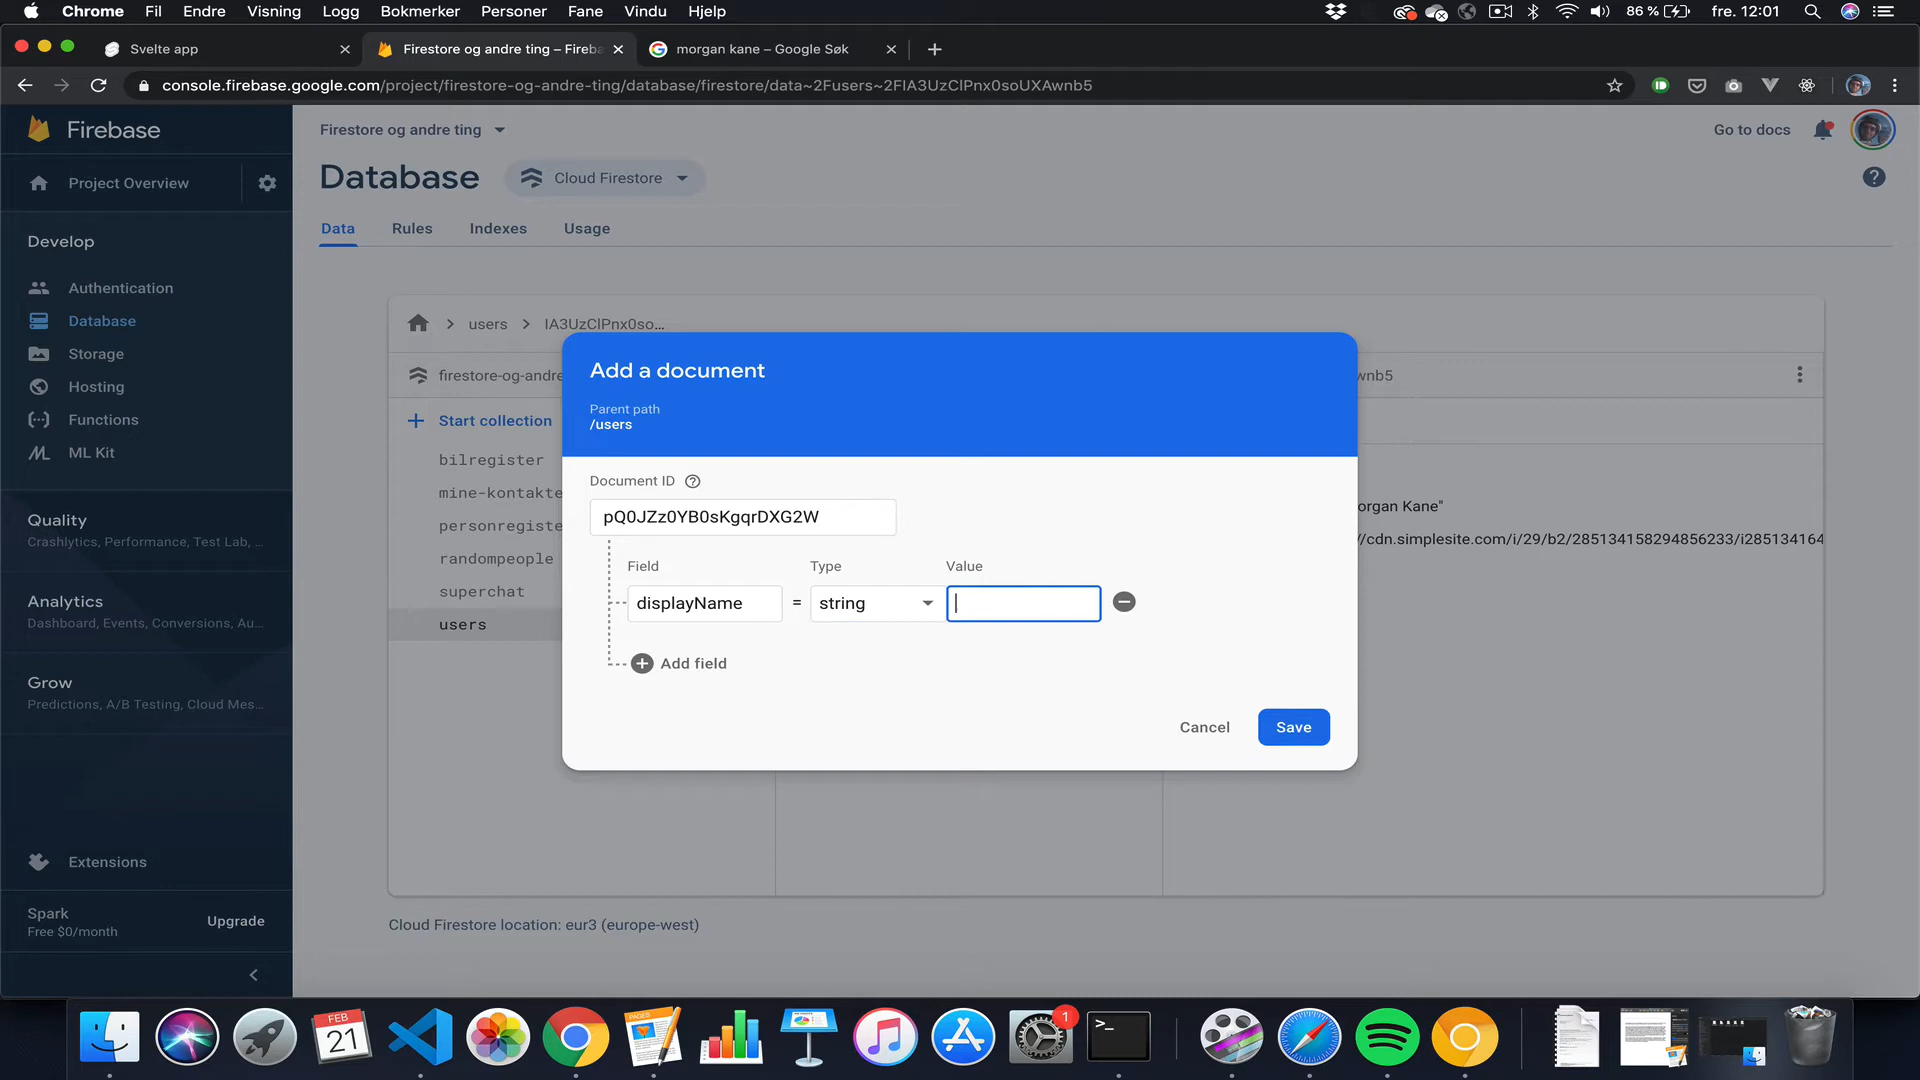 Chrome Fil Endre Visning Logg Bokmerker Personer Fane Vindu Hjelp 86 % fre. 12:01
Svelte app
Firestore og andre ting – Fireba
morgan kane – Google Søk
console.firebase.google.com/project/firestore-og-andre-ting/database/firestore/data~2Fusers~2FIA3UzClPnx0soUXAwnb5
Firebase
Firestore og andre ting
Go to docs
Project Overview
Database
Cloud Firestore
Data Rules Indexes Usage
Develop
Authentication
Database
Storage
Hosting
Functions
ML Kit
Quality
Crashlytics, Performance, Test Lab, ...
Analytics
Dashboard, Events, Conversions, Au...
Grow
Predictions, A/B Testing, Cloud Mes...
Extensions
Spark
Free $0/month
Upgrade
users
IA3UzClPnx0so...
firestore-og-andre
wnb5
Start collection
bilregister
mine-kontakte
personregiste
randompeople
superchat
users
organ Kane"
//cdn.simplesite.com/i/29/b2/285134158294856233/i285134164
Add a document
Parent path
/users
Document ID
pQ0JZz0YB0sKgqrDXG2W
Field Type Value
displayName = string
Add field
Cancel Save
Cloud Firestore location: eur3 (europe-west)
FEB
21
PAGES
1
>_